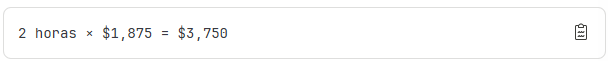 2 horas × $1,875 = $3,750